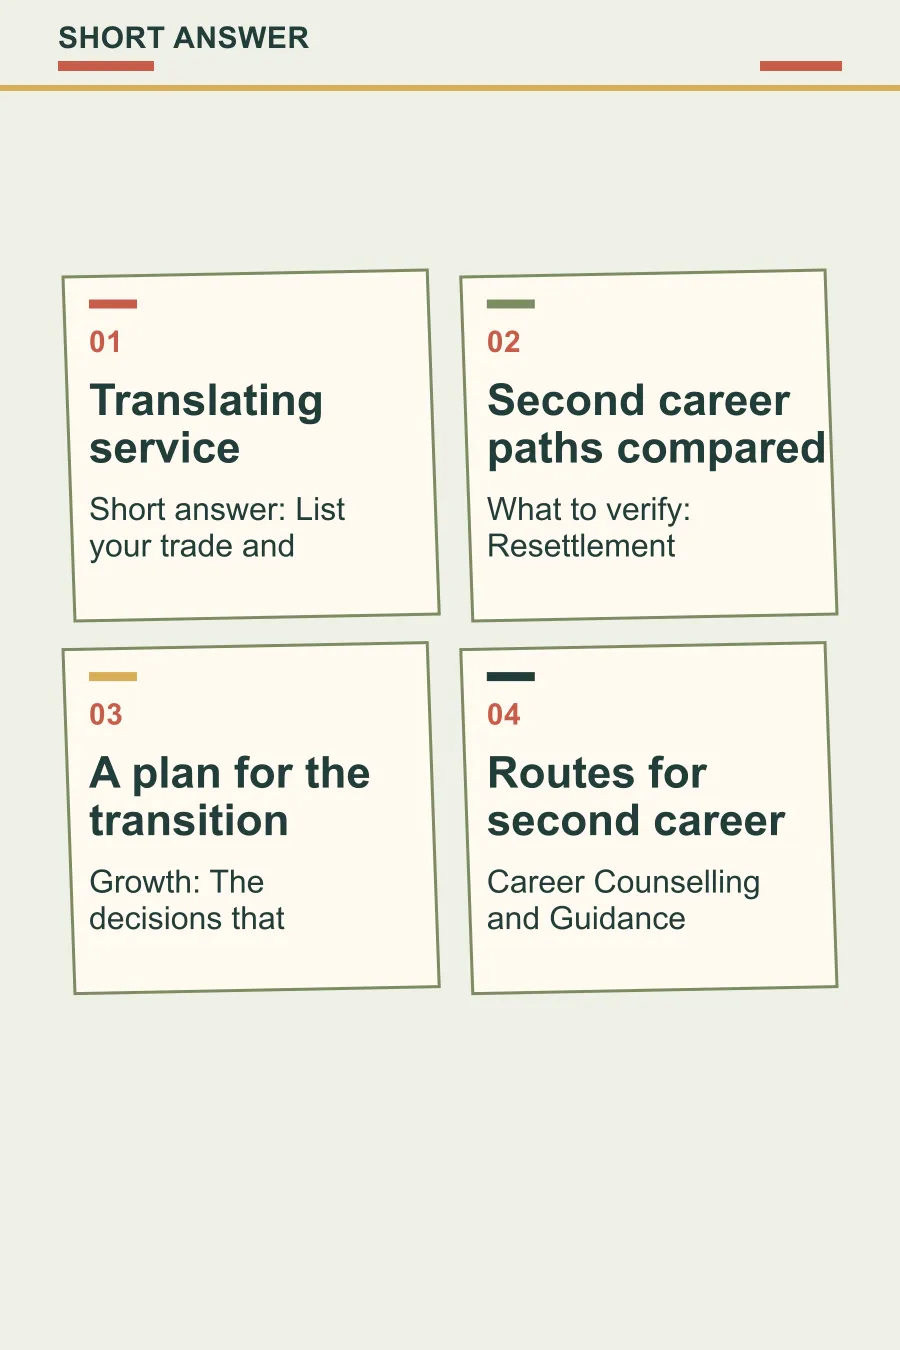 SHORT ANSWER
01
Translating
service
Short answer: List
your trade and
02
Second career
paths compared
What to verify:
Resettlement
03
A plan for the
transition
Growth: The
decisions that
04
Routes for
second career
Career Counselling
and Guidance